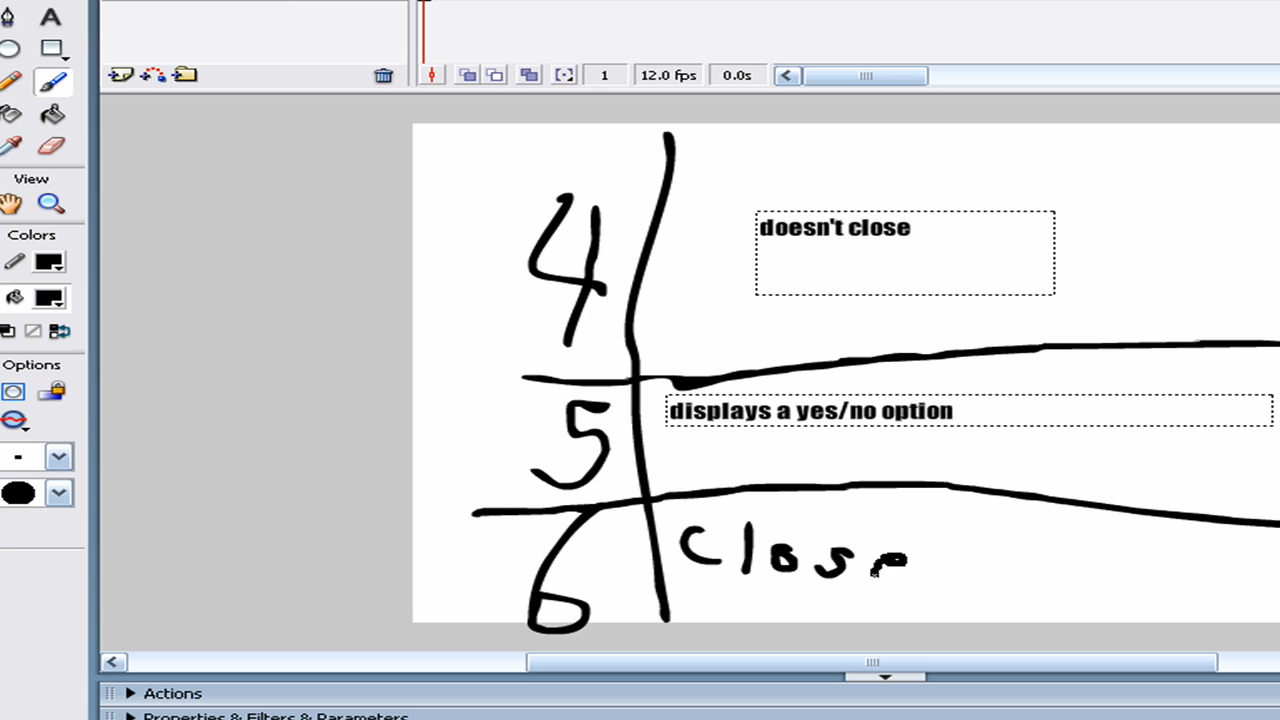 A
1 12.0 fps 0.0s
View
Colors
Options
4 doesn't close
5 displays a yes/no option
6 close
Actions
Properties & Filters & Parameters